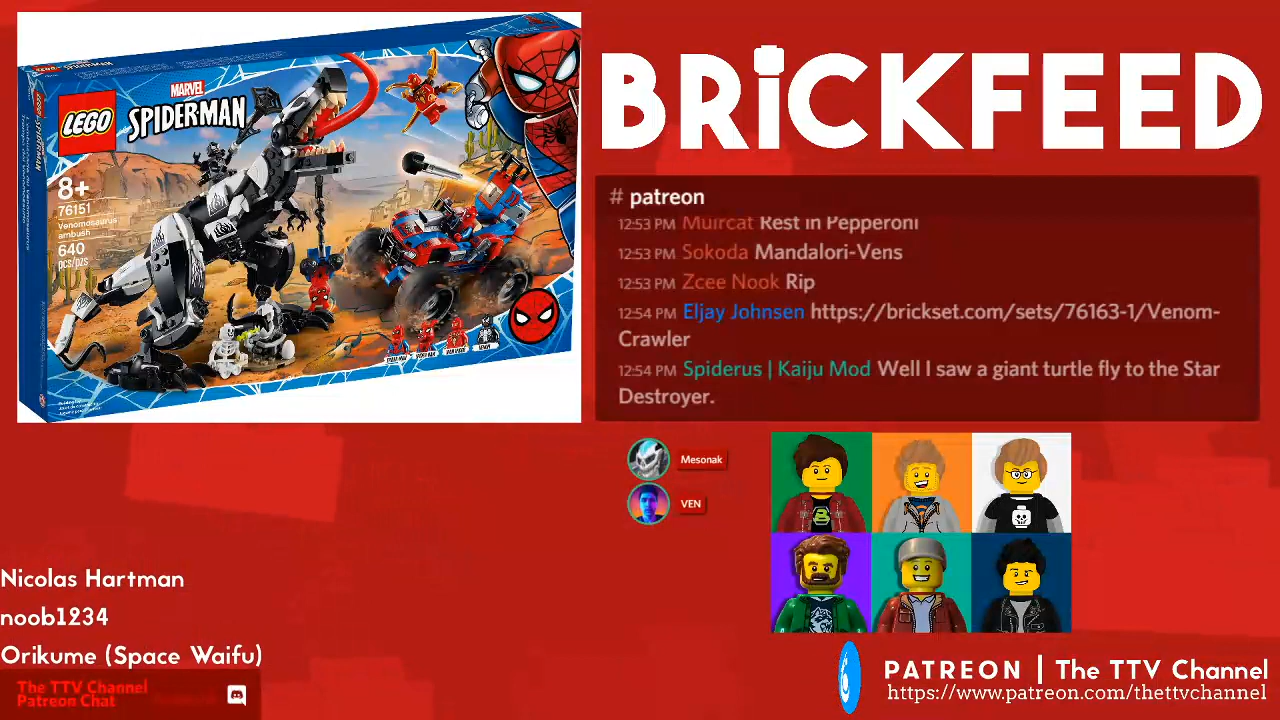 LEGO
MARVEL
SPIDERMAN
8+
76151
Venomosaurus
ambush
640
pcs/pzs
BRiCKFEED
# patreon
12:53 PM Muircat Rest in Pepperoni
12:53 PM Sokoda Mandalori-Vens
12:53 PM Zcee Nook Rip
12:54 PM Eljay Johnsen https://brickset.com/sets/76163-1/Venom-
Crawler
12:54 PM Spiderus | Kaiju Mod Well I saw a giant turtle fly to the Star
Destroyer.
Mesonak
VEN
Nicolas Hartman
noob1234
Orikume (Space Waifu)
The TTV Channel
Patreon Chat
PATREON | The TTV Channel
https://www.patreon.com/thettvchannel